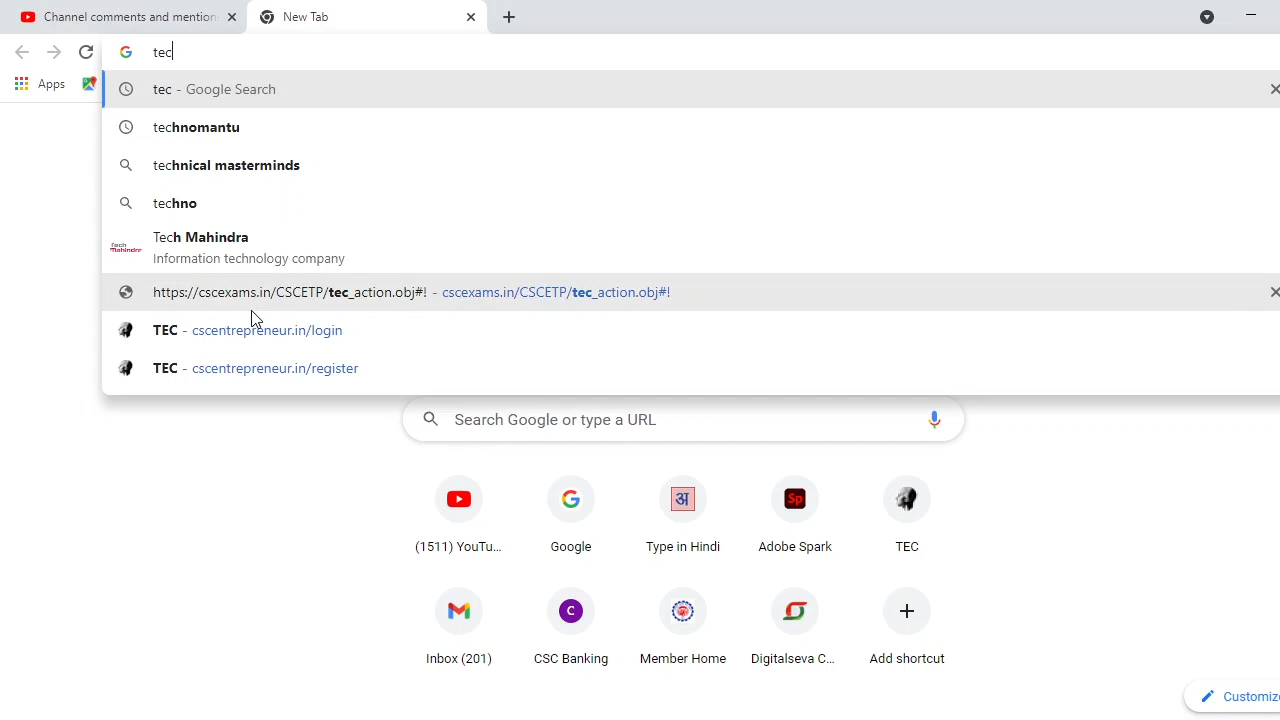 Channel comments and mention
New Tab
tec
Apps
tec - Google Search
technomantu
technical masterminds
techno
Tech Mahindra
Information technology company
https://cscexams.in/CSCETP/tec_action.obj#! - cscexams.in/CSCETP/tec_action.obj#!
TEC - cscentrepreneur.in/login
TEC - cscentrepreneur.in/register
Search Google or type a URL
(1511) YouTu...
Google
Type in Hindi
Adobe Spark
TEC
Inbox (201)
CSC Banking
Member Home
Digitalseva C...
Add shortcut
Customize